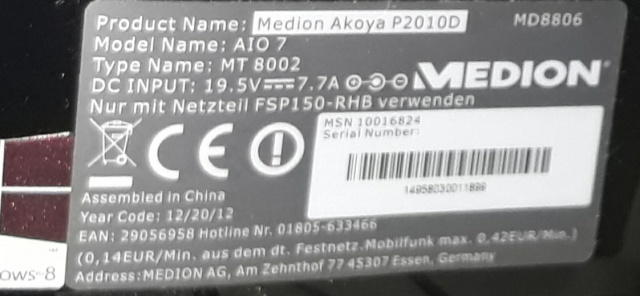 Product Name: Medion Akoya P2010D MD8806
Model Name: AIO 7
Type Name: MT 8002
DC INPUT: 19.5V⎓7.7A MEDION
Nur mit Netzteil FSP150-RHB verwenden
MSN 10016824
Serial Number:
CE
Assembled in China
Year Code: 12/20/12
EAN: 29056958 Hotline Nr. 01805-633466
(0,14EUR/Min. aus dem dt. Festnetz.Mobilfunk max. 0,42EUR/Min.)
Address:MEDION AG, Am Zehnthof 77 45307 Essen, Germany
ows 8